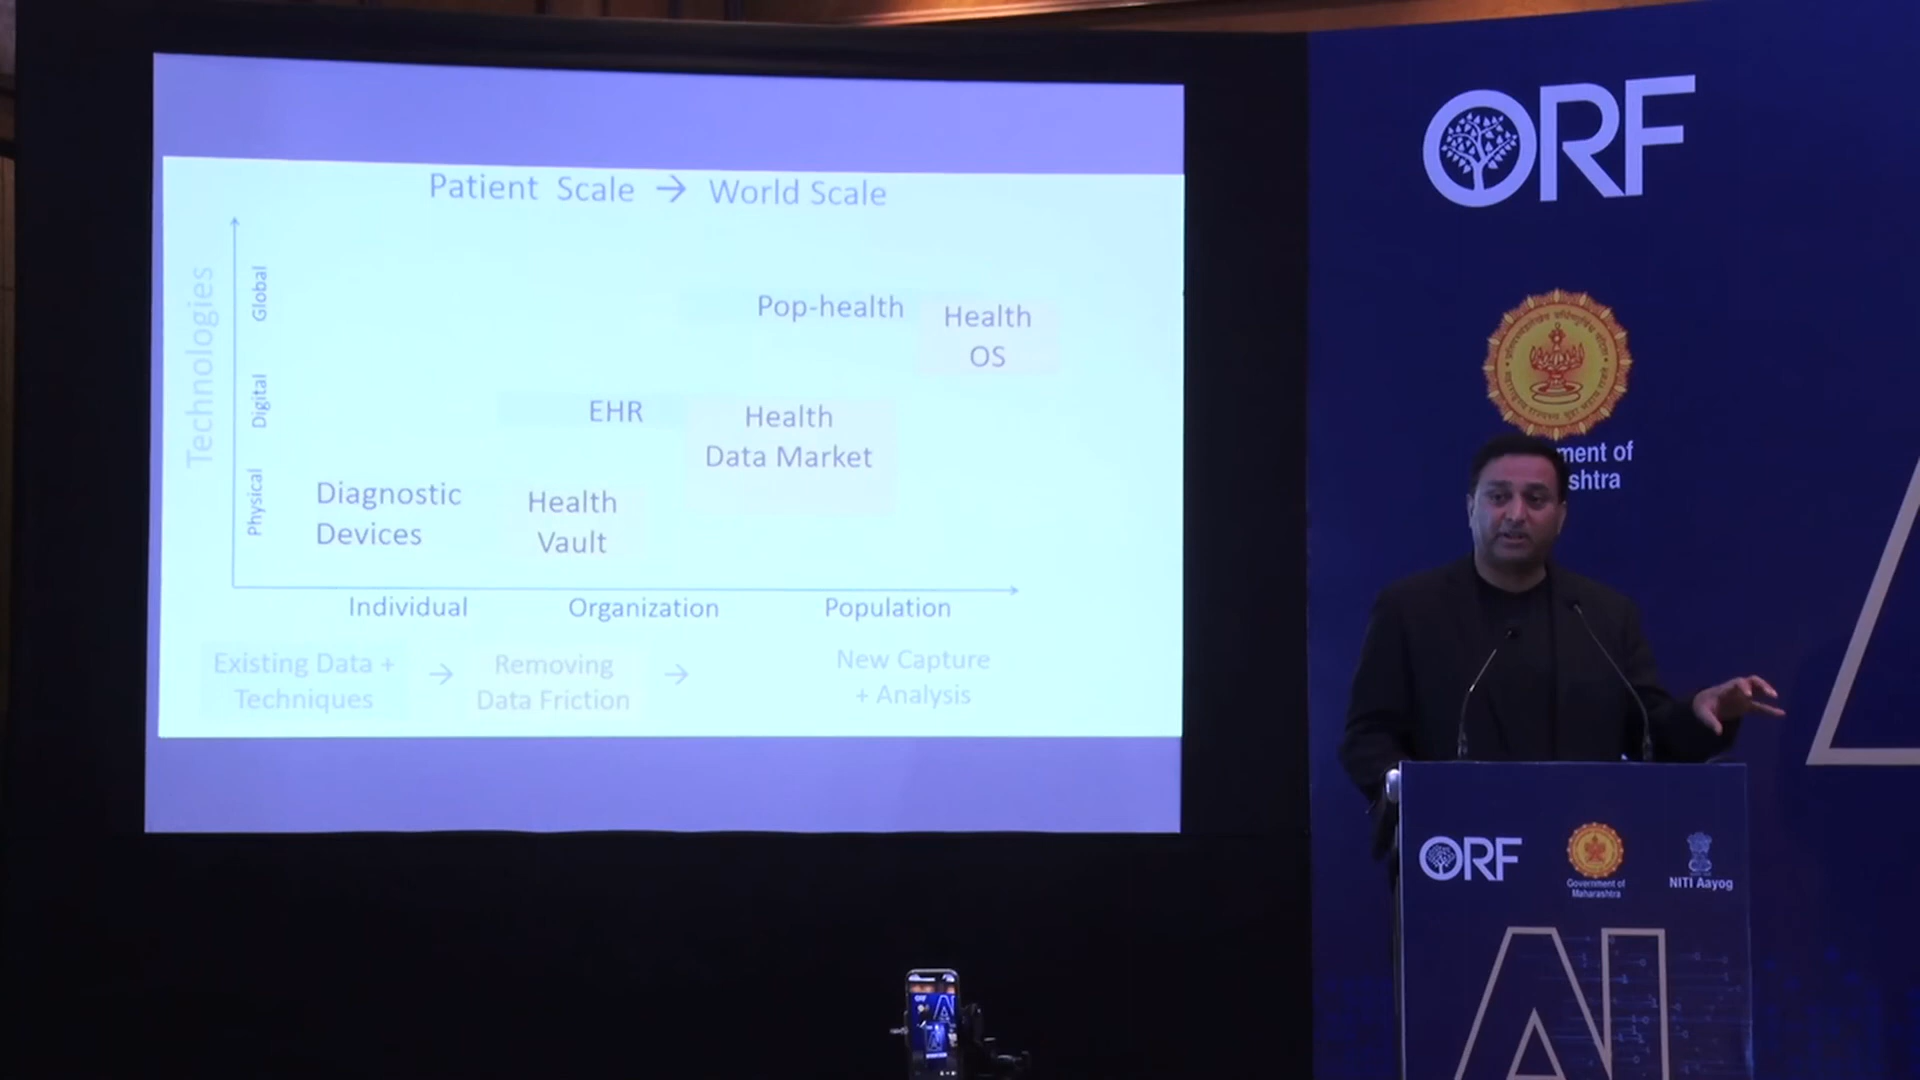 Patient Scale → World Scale
Technologies
Global
Digital
Physical
Pop-health
Health
OS
EHR
Health
Data Market
Diagnostic
Devices
Health
Vault
Individual
Organization
Population
Existing Data +
Techniques
→
Removing
Data Friction
→
New Capture
+ Analysis
ORF
ment of
shtra
ORF
Government of
Maharashtra
NITI Aayog
AI